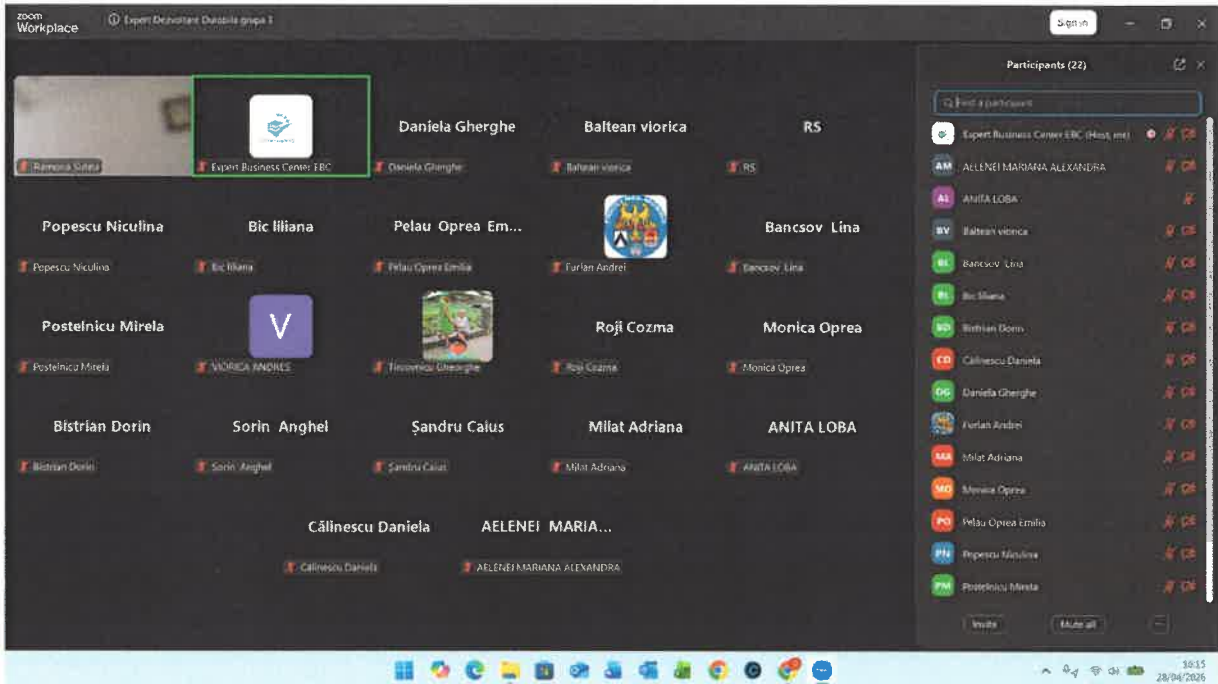 zoom
Workplace
Expert Dezvoltare Durabila grupa 3
Sign in
Participants (22)
Find a participant
Ramona Sutea
Expert Business Center EBC
Daniela Gherghe
Daniela Gherghe
Baltean viorica
Baltean viorica
RS
RS
Popescu Niculina
Popescu Niculina
Bic liliana
Bic liliana
Pelau Oprea Em...
Pelau Oprea Emilia
Furlan Andrei
Bancsov Lina
Bancsov Lina
Postelnicu Mirela
Postelnicu Mirela
V
VIORICA ANDRES
Gheorghe
Roji Cozma
Roji Cozma
Monica Oprea
Monica Oprea
Bistrian Dorin
Bistrian Dorin
Sorin Anghel
Sorin Anghel
Șandru Caius
Șandru Caius
Milat Adriana
Milat Adriana
ANITA LOBA
ANITA LOBA
Călinescu Daniela
Călinescu Daniela
AELENEI MARIA...
AELENEI MARIANA ALEXANDRA
Expert Business Center EBC (Host, me)
AM AELENEI MARIANA ALEXANDRA
AL ANITA LOBA
BV Baltean viorica
BL Bancsov Lina
BL Bic liliana
BD Bistrian Dorin
CD Călinescu Daniela
DG Daniela Gherghe
Furlan Andrei
MA Milat Adriana
MO Monica Oprea
PO Pelau Oprea Emilia
PN Popescu Niculina
PM Postelnicu Mirela
Invite
Mute all
16:15
28/04/2026